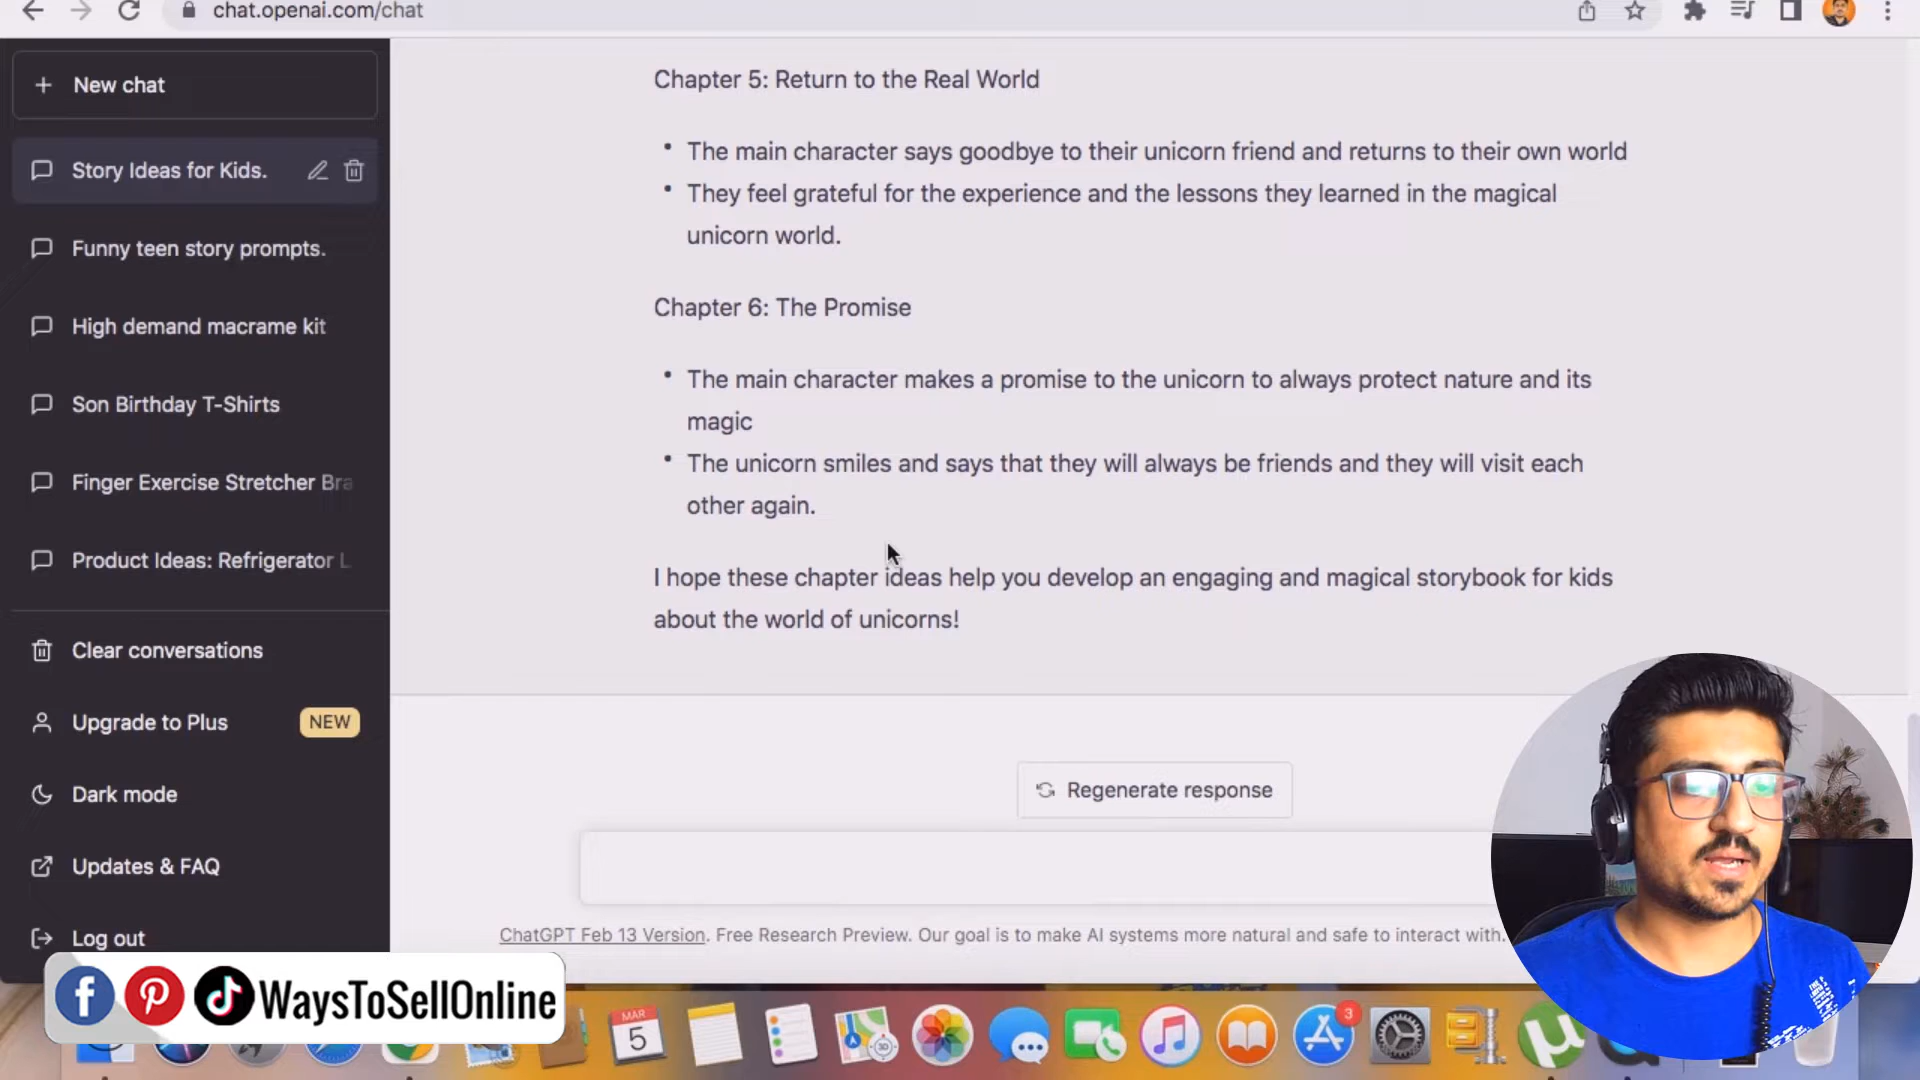 chat.openai.com/chat
New chat
Story Ideas for Kids.
Funny teen story prompts.
High demand macrame kit
Son Birthday T-Shirts
Finger Exercise Stretcher Bra
Product Ideas: Refrigerator L
Clear conversations
Upgrade to Plus NEW
Dark mode
Updates & FAQ
Log out
Chapter 5: Return to the Real World
• The main character says goodbye to their unicorn friend and returns to their own world
• They feel grateful for the experience and the lessons they learned in the magical
unicorn world.
Chapter 6: The Promise
• The main character makes a promise to the unicorn to always protect nature and its
magic
• The unicorn smiles and says that they will always be friends and they will visit each
other again.
I hope these chapter ideas help you develop an engaging and magical storybook for kids
about the world of unicorns!
Regenerate response
ChatGPT Feb 13 Version. Free Research Preview. Our goal is to make AI systems more natural and safe to interact with.
WaysToSellOnline
MAR
5
3D
3